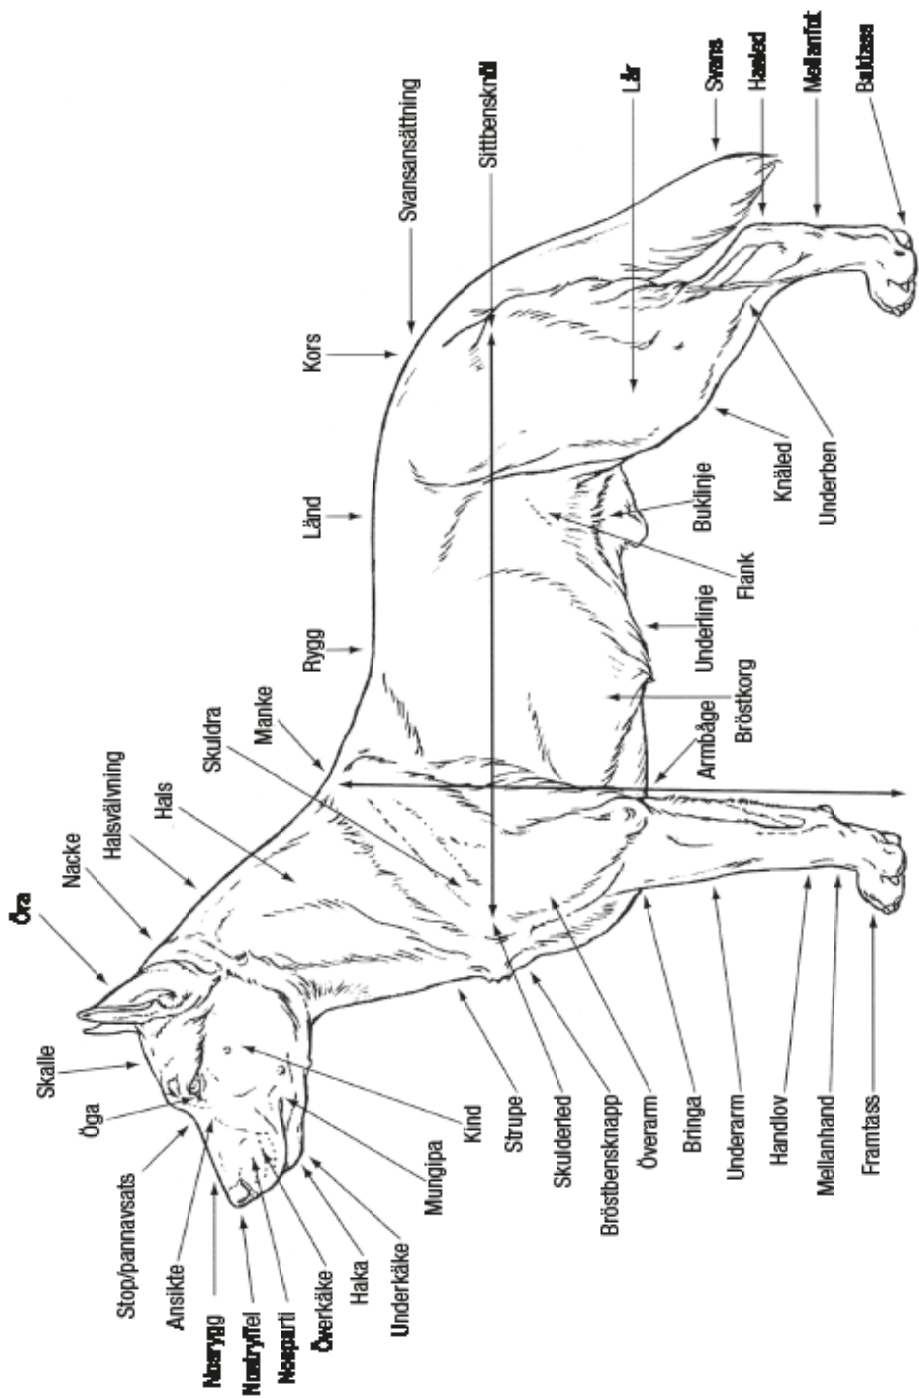 Öra
Nacke
Halsvälvning
Hals
Skuldra
Manke
Rygg
Länd
Kors
Svansansättning
Sittbensknöl
Lår
Svans
Hasled
Mellanfot
Baktass
Skalle
Öga
Stop/pannavsats
Ansikte
Nosrygg
Nostryffel
Nosparti
Överkäke
Haka
Underkäke
Mungipa
Kind
Strupe
Skulderled
Bröstbensknapp
Överarm
Bringa
Underarm
Handlov
Mellanhand
Framtass
Armbåge
Bröstkorg
Underlinje
Flank
Buklinje
Knäled
Underben